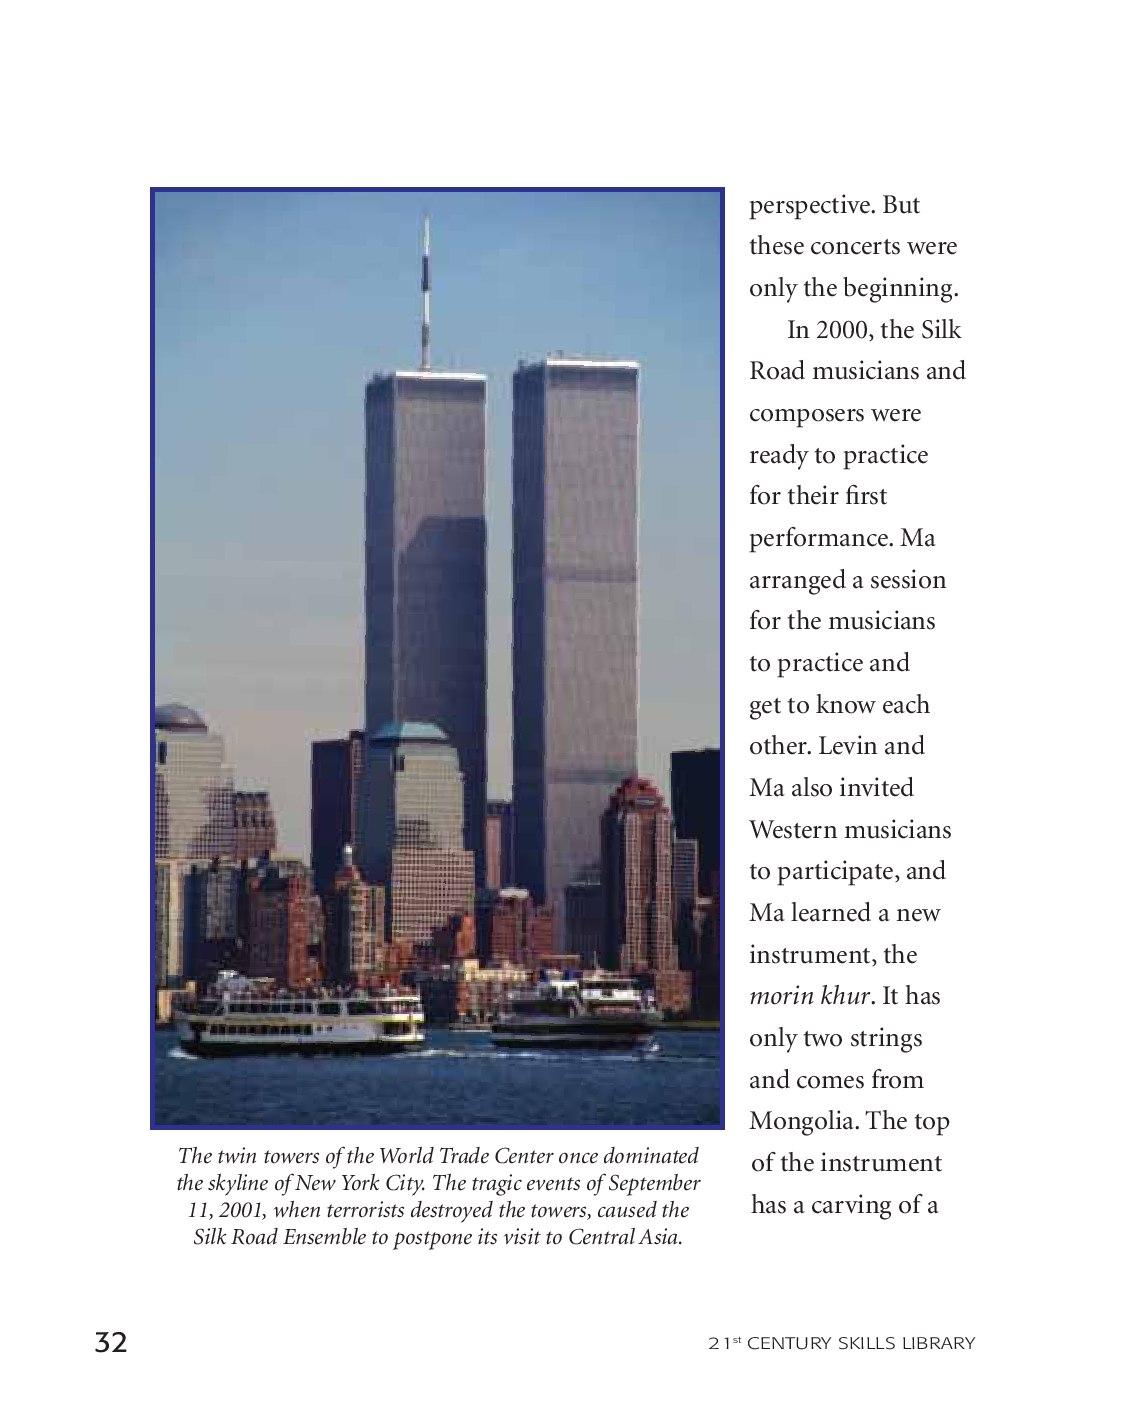 perspective. But
these concerts were
only the beginning.
In 2000, the Silk
Road musicians and
composers were
ready to practice
for their first
performance. Ma
arranged a session
for the musicians
to practice and
get to know each
other. Levin and
Ma also invited
Western musicians
to participate, and
Ma learned a new
instrument, the
morin khur. It has
only two strings
and comes from
Mongolia. The top
of the instrument
has a carving of a
The twin towers of the World Trade Center once dominated
the skyline of New York City. The tragic events of September
11, 2001, when terrorists destroyed the towers, caused the
Silk Road Ensemble to postpone its visit to Central Asia.
32
21st CENTURY SKILLS LIBRARY